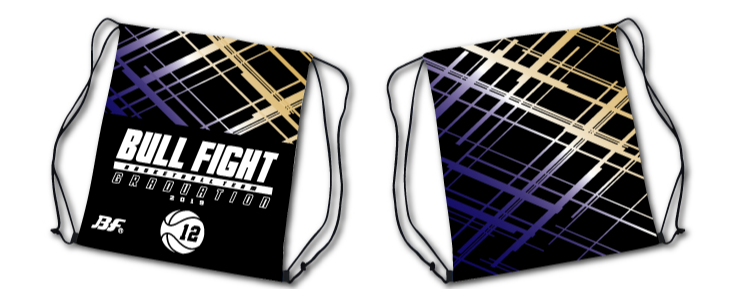 BULL FIGHT
BASKETBALL TEAM
GRADUATION
2019
BF®
12